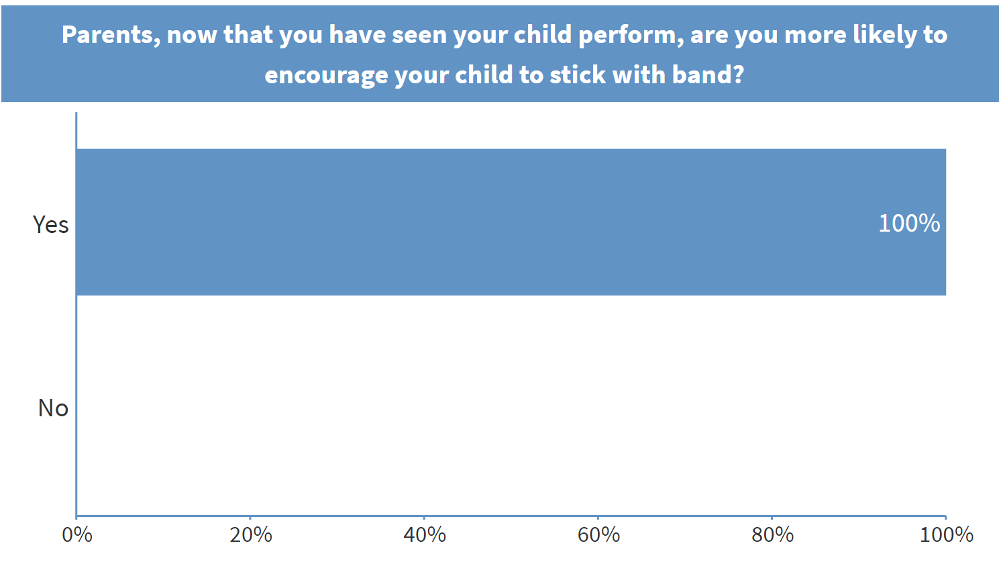 Parents, now that you have seen your child perform, are you more likely to
encourage your child to stick with band?
Yes
100%
No
0%
20%
40%
60%
80%
100%